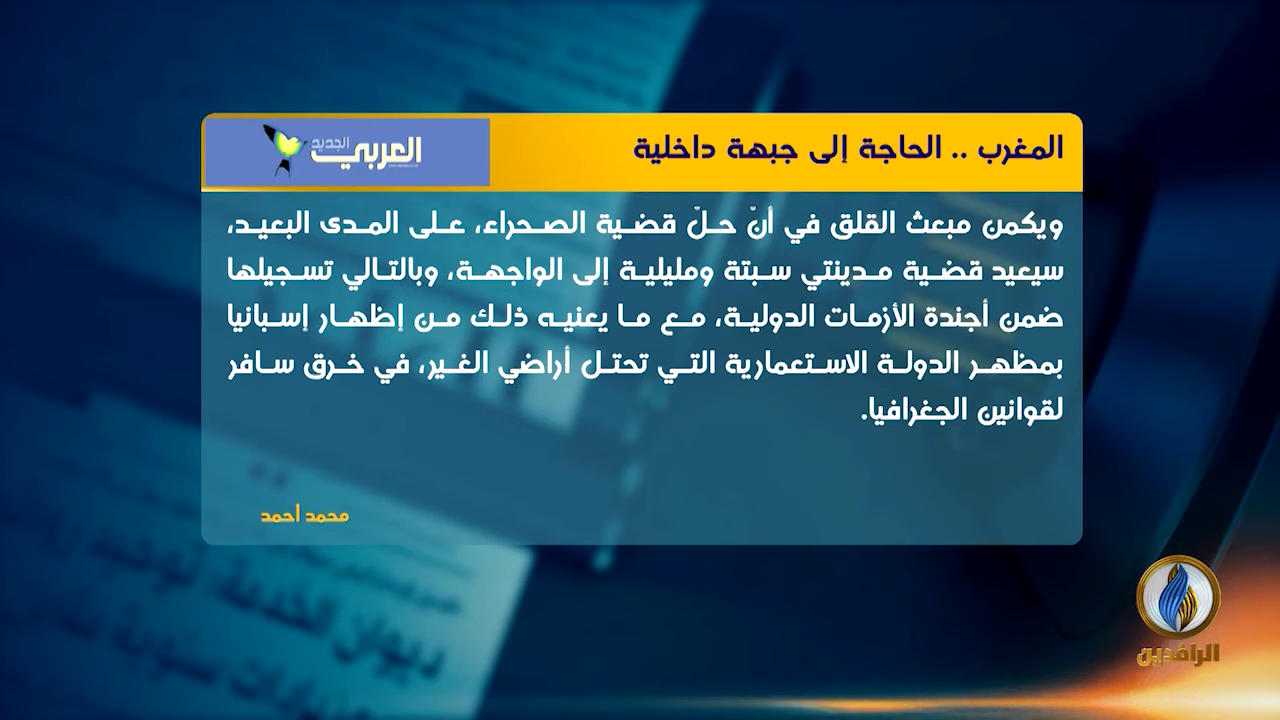 المغرب .. الحاجة إلى جبهة داخلية
العربي الجديد
ويكمن مبعث القلق في أنّ حلّ قضية الصحراء، على المدى البعيد،
سيعيد قضية مدينتي سبتة ومليلية إلى الواجهة، وبالتالي تسجيلها
ضمن أجندة الأزمات الدولية، مع ما يعنيه ذلك من إظهار إسبانيا
بمظهر الدولة الاستعمارية التي تحتل أراضي الغير، في خرق سافر
لقوانين الجغرافيا.
محمد أحمد
الرافدين